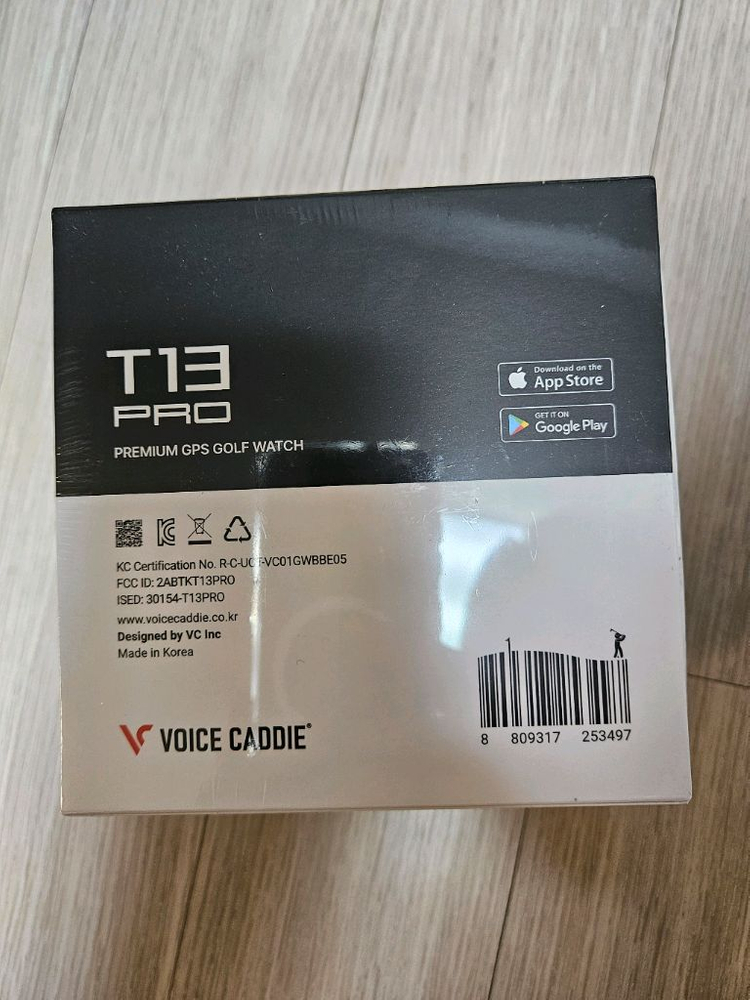 T13
PRO
PREMIUM GPS GOLF WATCH
Download on the
App Store
GET IT ON
Google Play
KC Certification No. R-C-UCT-VC01GWBBE05
FCC ID: 2ABTKT13PRO
ISED: 30154-T13PRO
www.voicecaddie.co.kr
Designed by VC Inc
Made in Korea
VOICE CADDIE®
1
8 809317 253497